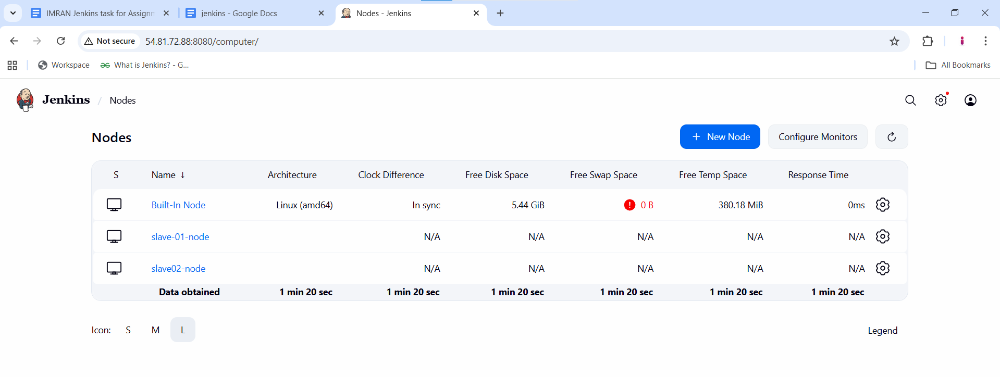 IMRAN Jenkins task for Assignm
jenkins - Google Docs
Nodes - Jenkins
Not secure
54.81.72.88:8080/computer/
Workspace
What is Jenkins? - G...
All Bookmarks
Jenkins / Nodes
Nodes
+ New Node
Configure Monitors
S Name ↓ Architecture Clock Difference Free Disk Space Free Swap Space Free Temp Space Response Time
Built-In Node Linux (amd64) In sync 5.44 GiB 0 B 380.18 MiB 0ms
slave-01-node N/A N/A N/A N/A N/A
slave02-node N/A N/A N/A N/A N/A
Data obtained 1 min 20 sec 1 min 20 sec 1 min 20 sec 1 min 20 sec 1 min 20 sec 1 min 20 sec
Icon: S M L
Legend